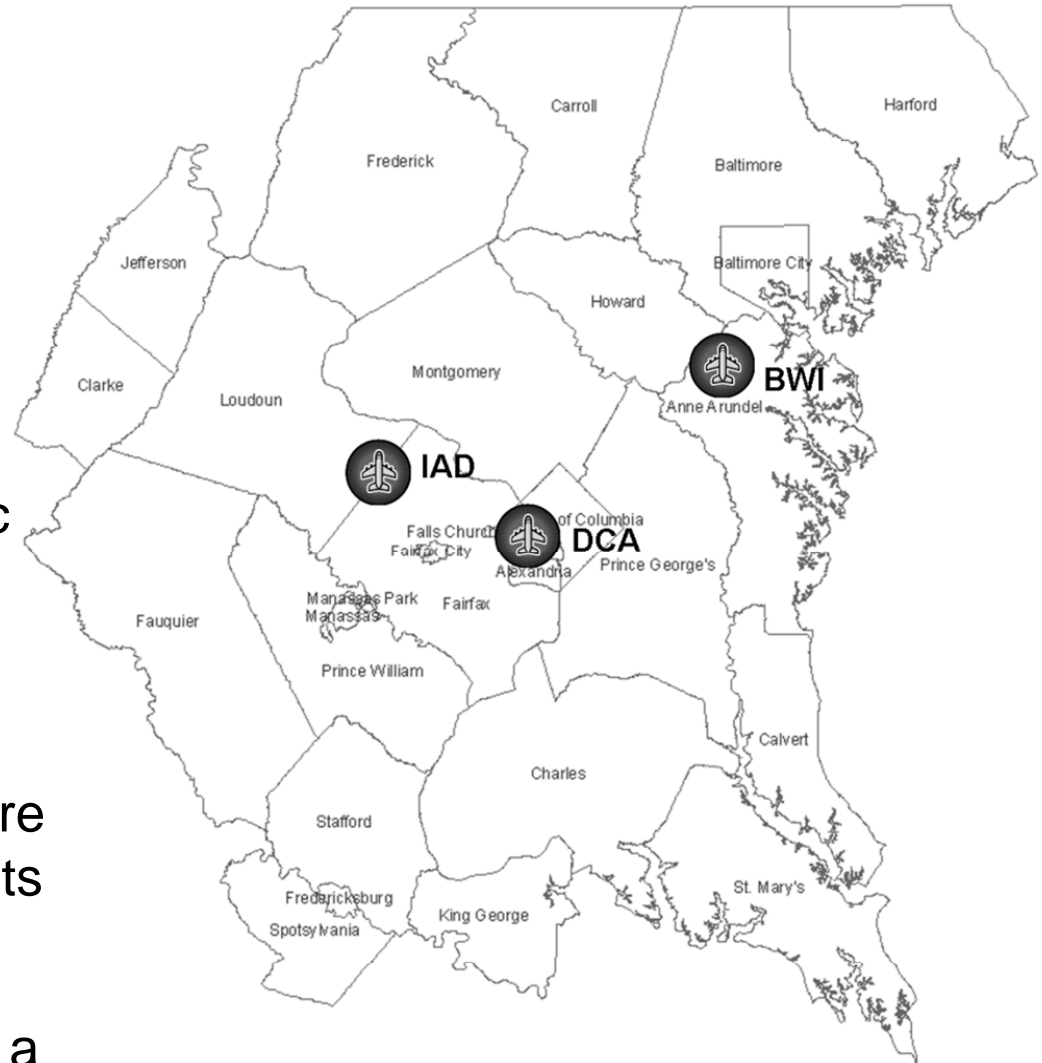 Carroll
Harford
Frederick
Baltimore
Jefferson
Baltimore City
Howard
Montgomery
Clarke
Loudoun
BWI
Anne Arundel
IAD
c
of Columbia
Falls Church
DCA
Fairfax City
Prince George's
Alexandria
Manassas Park
Fairfax
Manassas
Fauquier
Prince William
Calvert
Charles
re
Stafford
ts
St. Mary's
Fredericksburg
King George
Spotsylvania
a